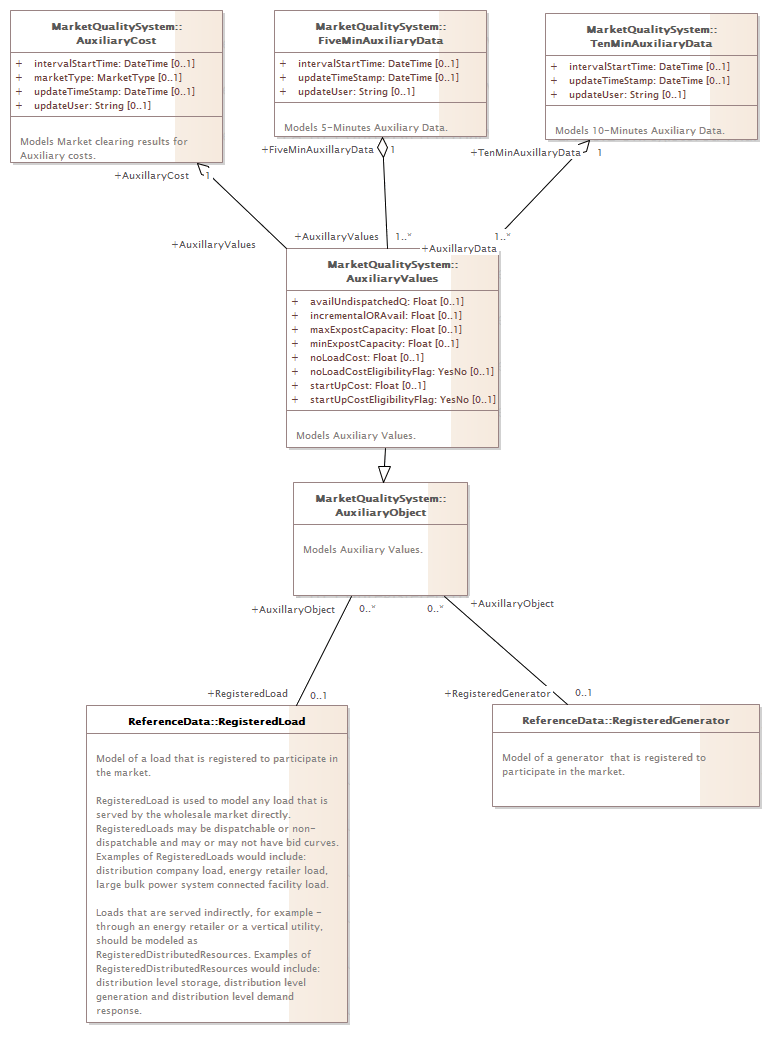 MarketQualitySystem::
AuxiliaryCost
+ intervalStartTime: DateTime [0..1]
+ marketType: MarketType [0..1]
+ updateTimeStamp: DateTime [0..1]
+ updateUser: String [0..1]
Models Market clearing results for
Auxiliary costs.
MarketQualitySystem::
FiveMinAuxiliaryData
+ intervalStartTime: DateTime [0..1]
+ updateTimeStamp: DateTime [0..1]
+ updateUser: String [0..1]
Models 5-Minutes Auxiliary Data.
MarketQualitySystem::
TenMinAuxiliaryData
+ intervalStartTime: DateTime [0..1]
+ updateTimeStamp: DateTime [0..1]
+ updateUser: String [0..1]
Models 10-Minutes Auxiliary Data.
+AuxillaryCost 1
+FiveMinAuxillaryData 1
+TenMinAuxillaryData 1
+AuxillaryValues
+AuxillaryValues 1..*
1..*
+AuxillaryData
MarketQualitySystem::
AuxiliaryValues
+ availUndispatchedQ: Float [0..1]
+ incrementalORAvail: Float [0..1]
+ maxExpostCapacity: Float [0..1]
+ minExpostCapacity: Float [0..1]
+ noLoadCost: Float [0..1]
+ noLoadCostEligibilityFlag: YesNo [0..1]
+ startUpCost: Float [0..1]
+ startUpCostEligibilityFlag: YesNo [0..1]
Models Auxiliary Values.
MarketQualitySystem::
AuxiliaryObject
Models Auxiliary Values.
+AuxillaryObject 0..*
0..* +AuxillaryObject
+RegisteredLoad 0..1
+RegisteredGenerator 0..1
ReferenceData::RegisteredLoad
Model of a load that is registered to participate in
the market.
RegisteredLoad is used to model any load that is
served by the wholesale market directly.
RegisteredLoads may be dispatchable or non-
dispatchable and may or may not have bid curves.
Examples of RegisteredLoads would include:
distribution company load, energy retailer load,
large bulk power system connected facility load.
Loads that are served indirectly, for example -
through an energy retailer or a vertical utility,
should be modeled as
RegisteredDistributedResources. Examples of
RegisteredDistributedResources would include:
distribution level storage, distribution level
generation and distribution level demand
response.
ReferenceData::RegisteredGenerator
Model of a generator  that is registered to
participate in the market.